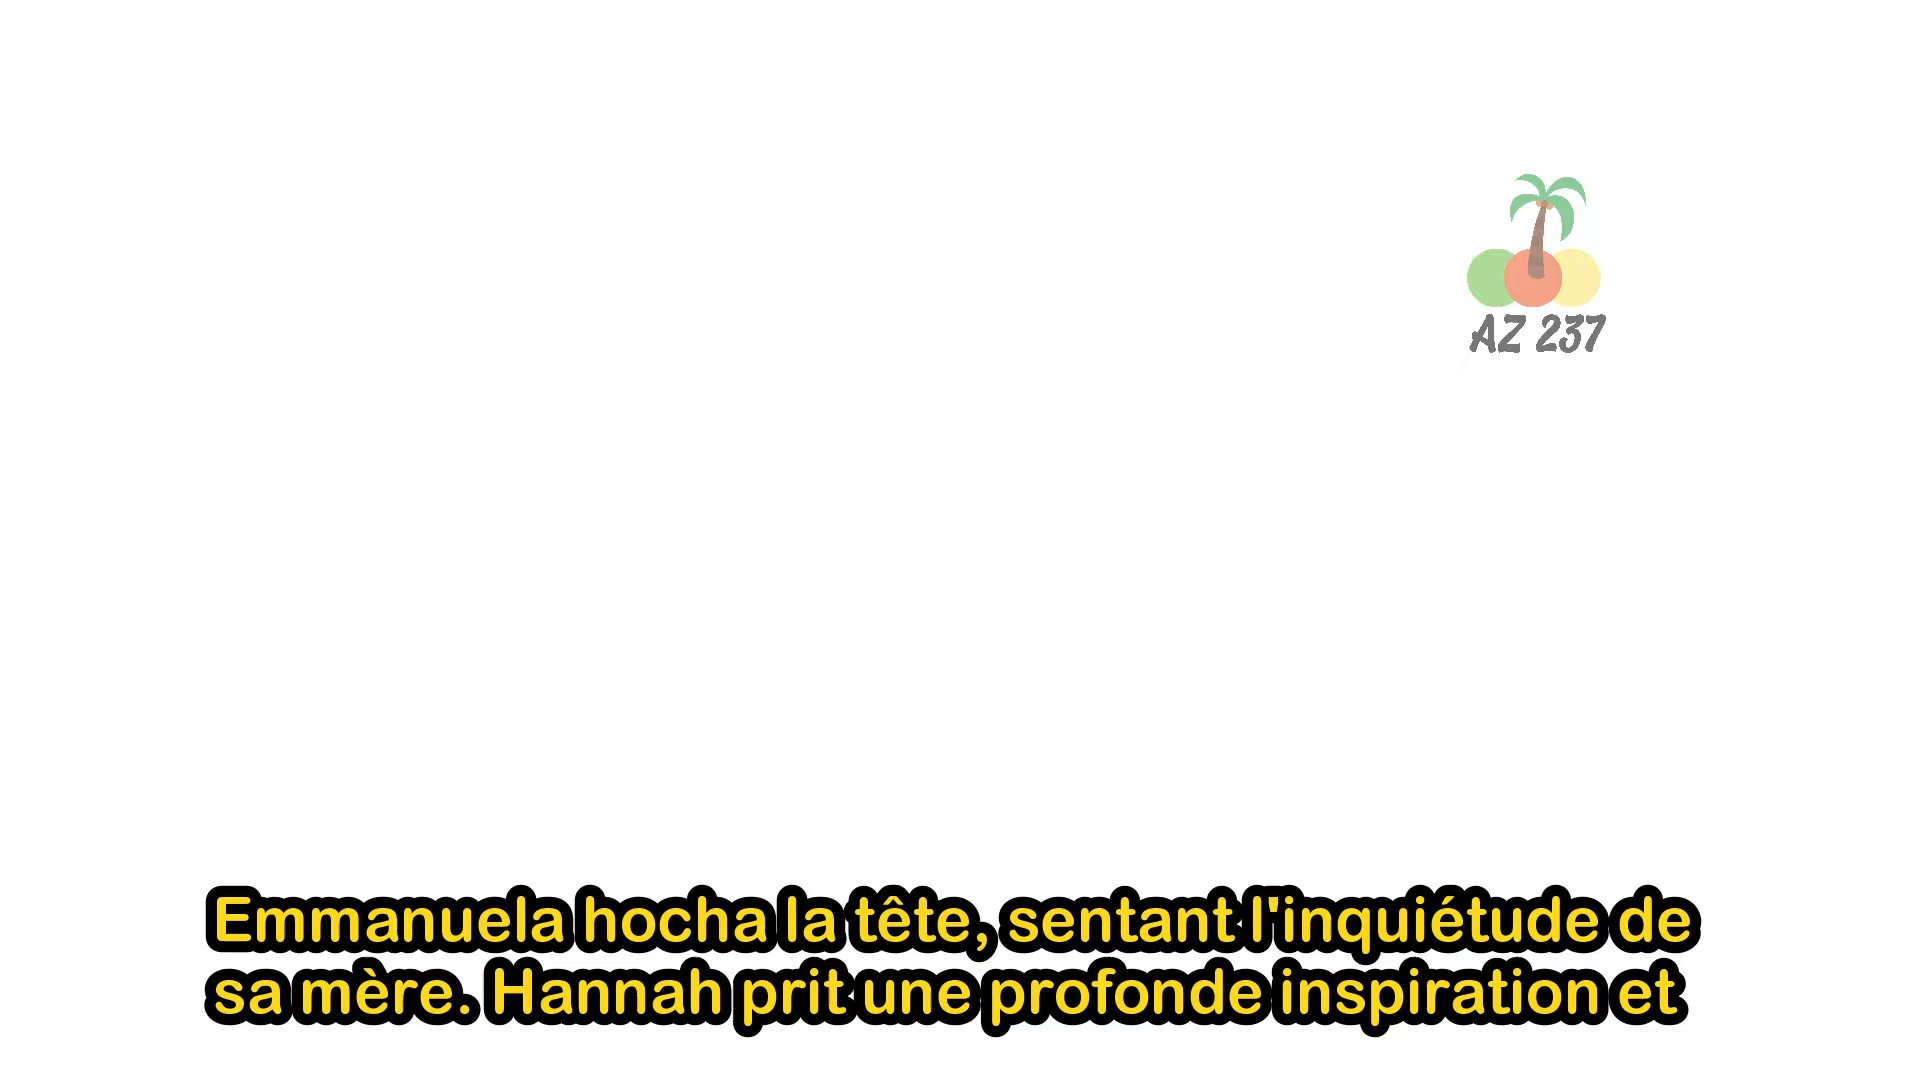 AZ 237
Emmanuela hocha la tête, sentant l'inquiétude de
sa mère. Hannah prit une profonde inspiration et